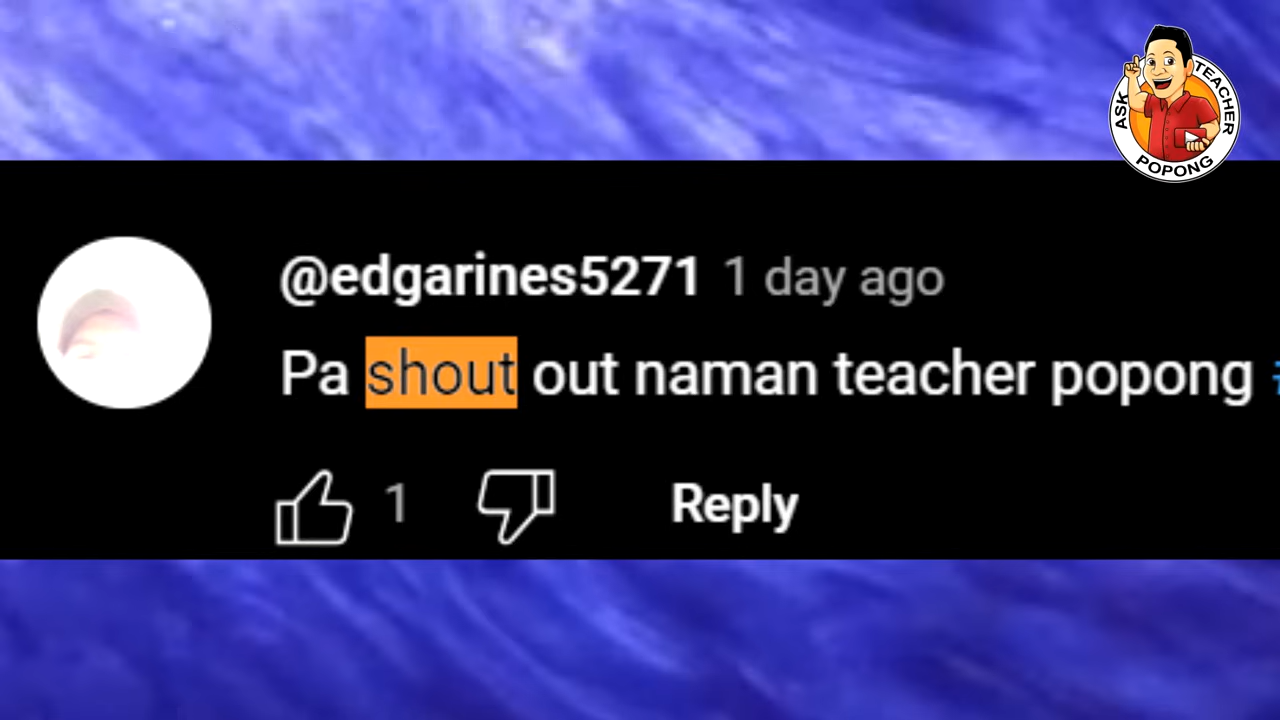 ASK TEACHER POPONG
@edgarines5271 1 day ago
Pa shout out naman teacher popong
1
Reply